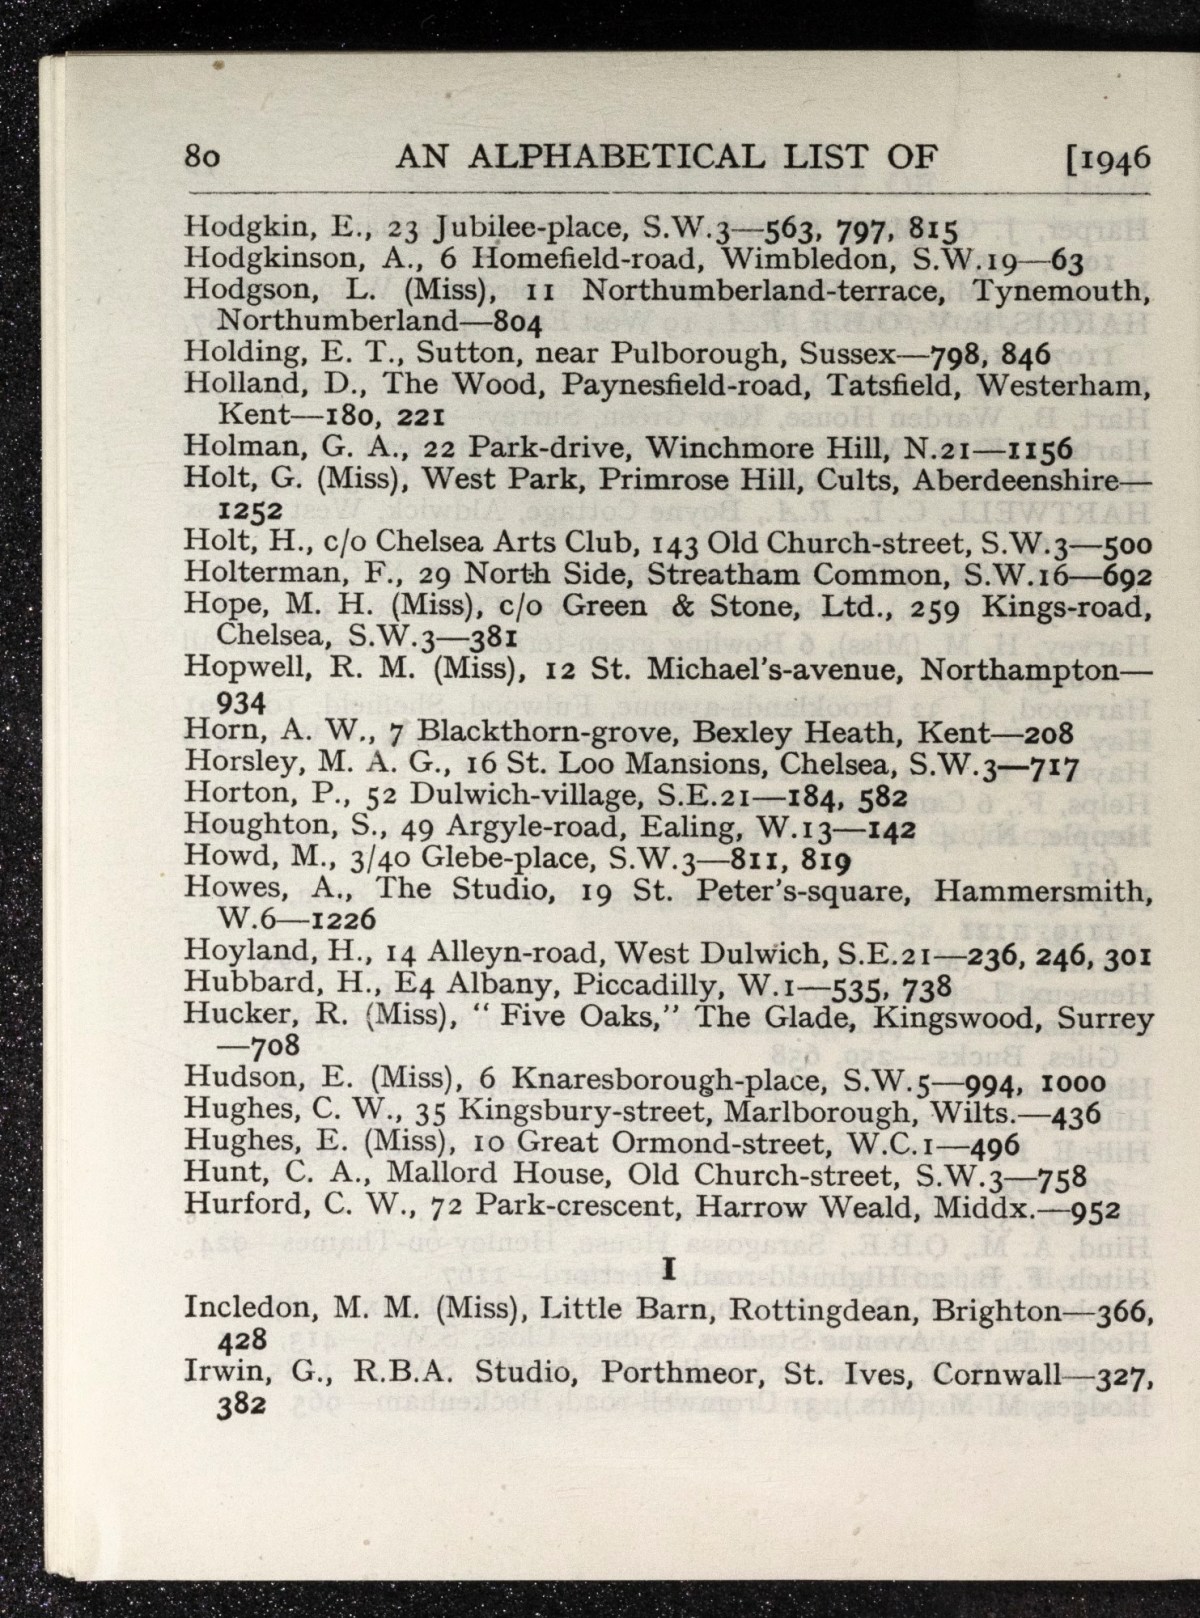 80 AN ALPHABETICAL LIST OF [1946
Hodgkin, E., 23 Jubilee-place, S.W.3—563, 797, 815
Hodgkinson, A., 6 Homefield-road, Wimbledon, S.W.19—63
Hodgson, L. (Miss), 11 Northumberland-terrace, Tynemouth,
Northumberland—804
Holding, E. T., Sutton, near Pulborough, Sussex—798, 846
Holland, D., The Wood, Paynesfield-road, Tatsfield, Westerham,
Kent—180, 221
Holman, G. A., 22 Park-drive, Winchmore Hill, N.21—1156
Holt, G. (Miss), West Park, Primrose Hill, Cults, Aberdeenshire—
1252
Holt, H., c/o Chelsea Arts Club, 143 Old Church-street, S.W.3—500
Holterman, F., 29 North Side, Streatham Common, S.W.16—692
Hope, M. H. (Miss), c/o Green & Stone, Ltd., 259 Kings-road,
Chelsea, S.W.3—381
Hopwell, R. M. (Miss), 12 St. Michael's-avenue, Northampton—
934
Horn, A. W., 7 Blackthorn-grove, Bexley Heath, Kent—208
Horsley, M. A. G., 16 St. Loo Mansions, Chelsea, S.W.3—717
Horton, P., 52 Dulwich-village, S.E.21—184, 582
Houghton, S., 49 Argyle-road, Ealing, W.13—142
Howd, M., 3/40 Glebe-place, S.W.3—811, 819
Howes, A., The Studio, 19 St. Peter's-square, Hammersmith,
W.6—1226
Hoyland, H., 14 Alleyn-road, West Dulwich, S.E.21—236, 246, 301
Hubbard, H., E4 Albany, Piccadilly, W.1—535, 738
Hucker, R. (Miss), “ Five Oaks,” The Glade, Kingswood, Surrey
—708
Hudson, E. (Miss), 6 Knaresborough-place, S.W.5—994, 1000
Hughes, C. W., 35 Kingsbury-street, Marlborough, Wilts.—436
Hughes, E. (Miss), 10 Great Ormond-street, W.C.1—496
Hunt, C. A., Mallord House, Old Church-street, S.W.3—758
Hurford, C. W., 72 Park-crescent, Harrow Weald, Middx.—952
I
Incledon, M. M. (Miss), Little Barn, Rottingdean, Brighton—366,
428
Irwin, G., R.B.A. Studio, Porthmeor, St. Ives, Cornwall—327,
382